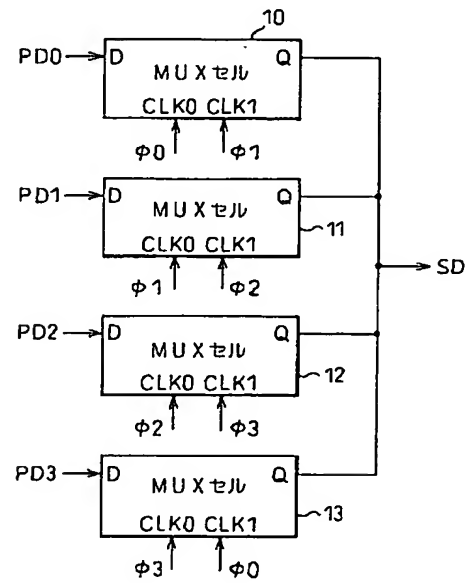 10
PD0 D Q
MUXセル
CLK0 CLK1
φ0 φ1
PD1 D Q
MUXセル
11
CLK0 CLK1
φ1 φ2
SD
PD2 D Q
MUXセル
12
CLK0 CLK1
φ2 φ3
PD3 D Q
MUXセル
13
CLK0 CLK1
φ3 φ0